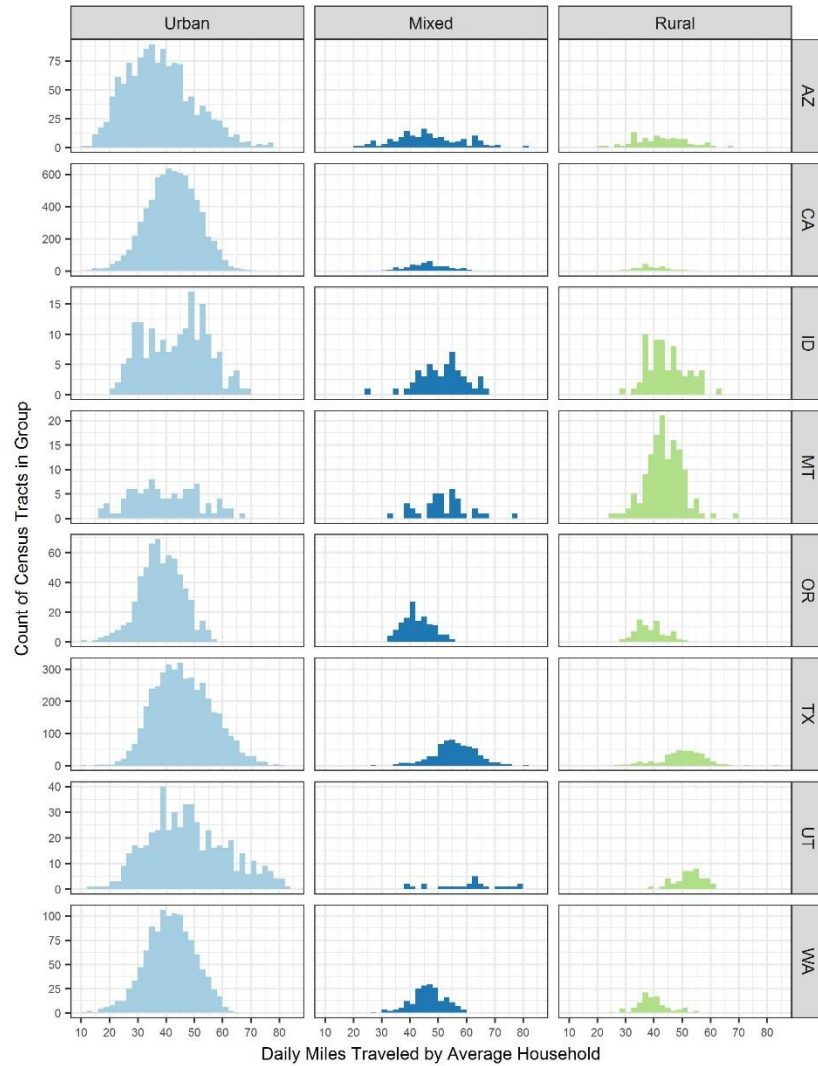 Urban Mixed Rural
75
50
25
0
AZ
600
400
200
0
CA
15
10
5
0
ID
20
15
10
5
0
MT
60
40
20
0
OR
300
200
100
0
TX
40
30
20
10
0
UT
100
75
50
25
0
WA
10 20 30 40 50 60 70 80 10 20 30 40 50 60 70 80 10 20 30 40 50 60 70 80
Daily Miles Traveled by Average Household
Count of Census Tracts in Group